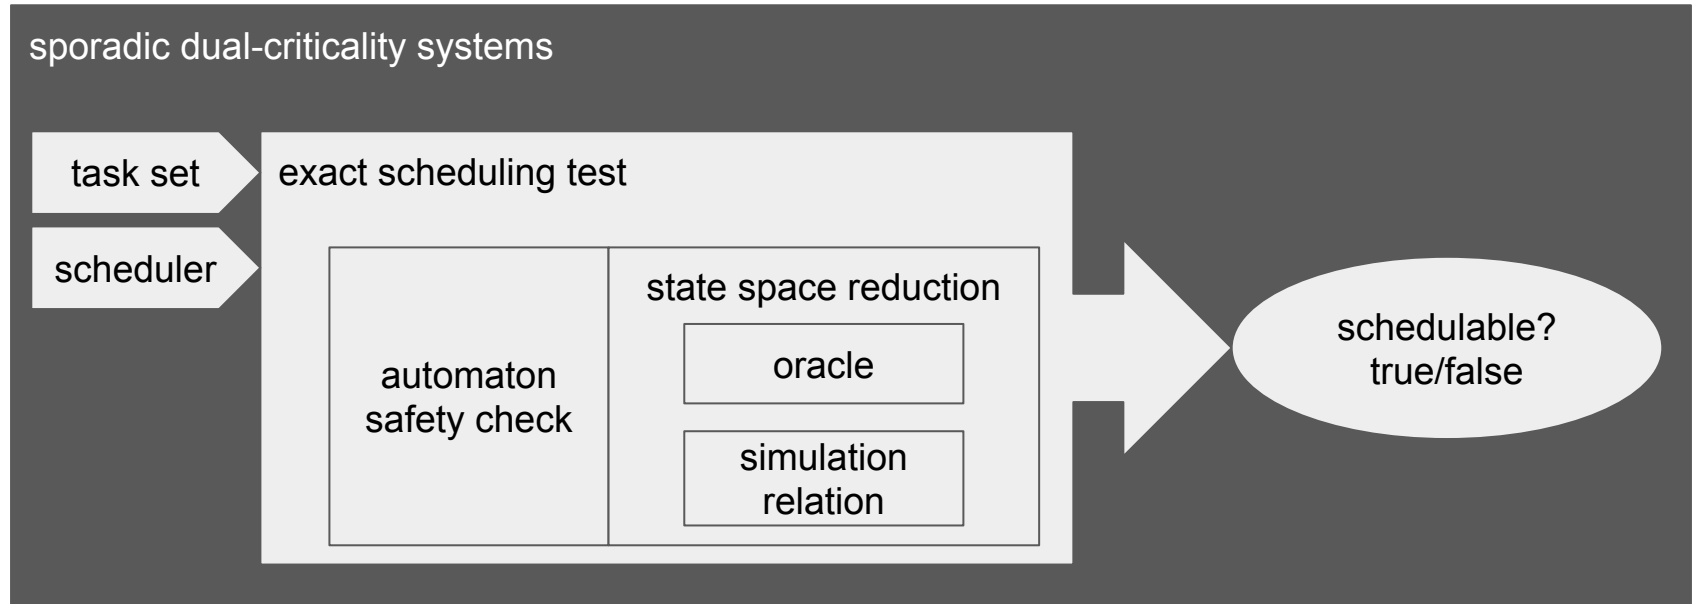 sporadic dual-criticality systems
task set
scheduler
exact scheduling test
automaton
safety check
state space reduction
oracle
simulation
relation
schedulable?
true/false